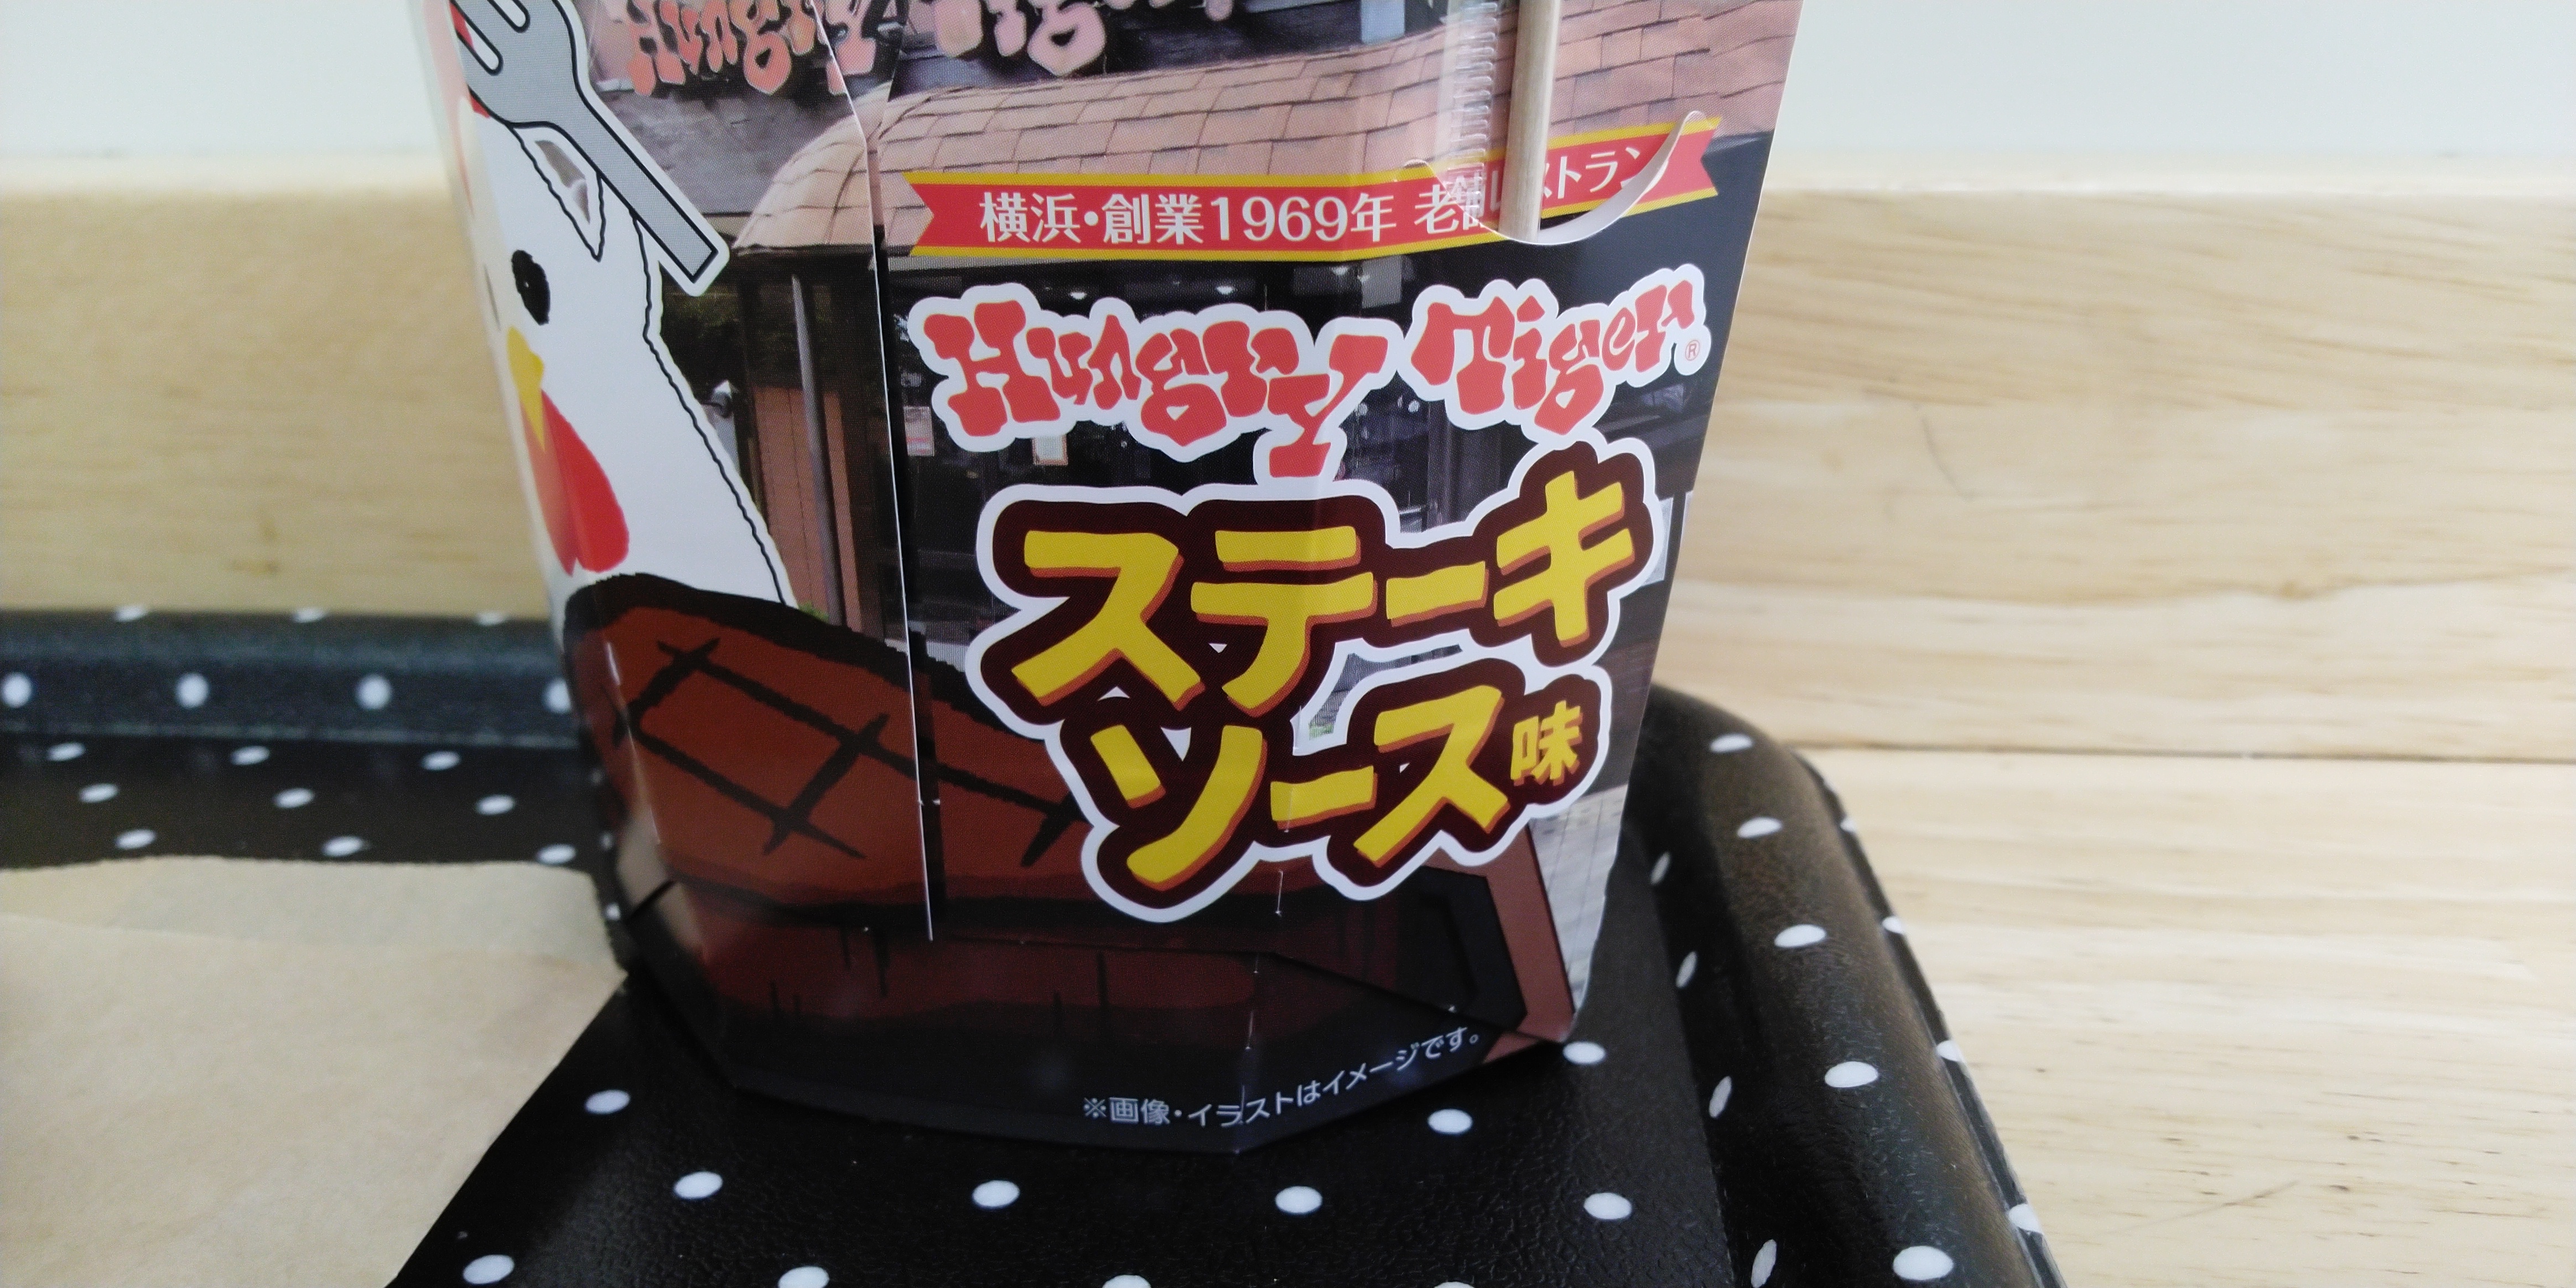 Hungry Tiger
横浜・創業1969年 老舗レストラン
Hungry Tiger®
ステーキ
ソース味
※画像・イラストはイメージです。